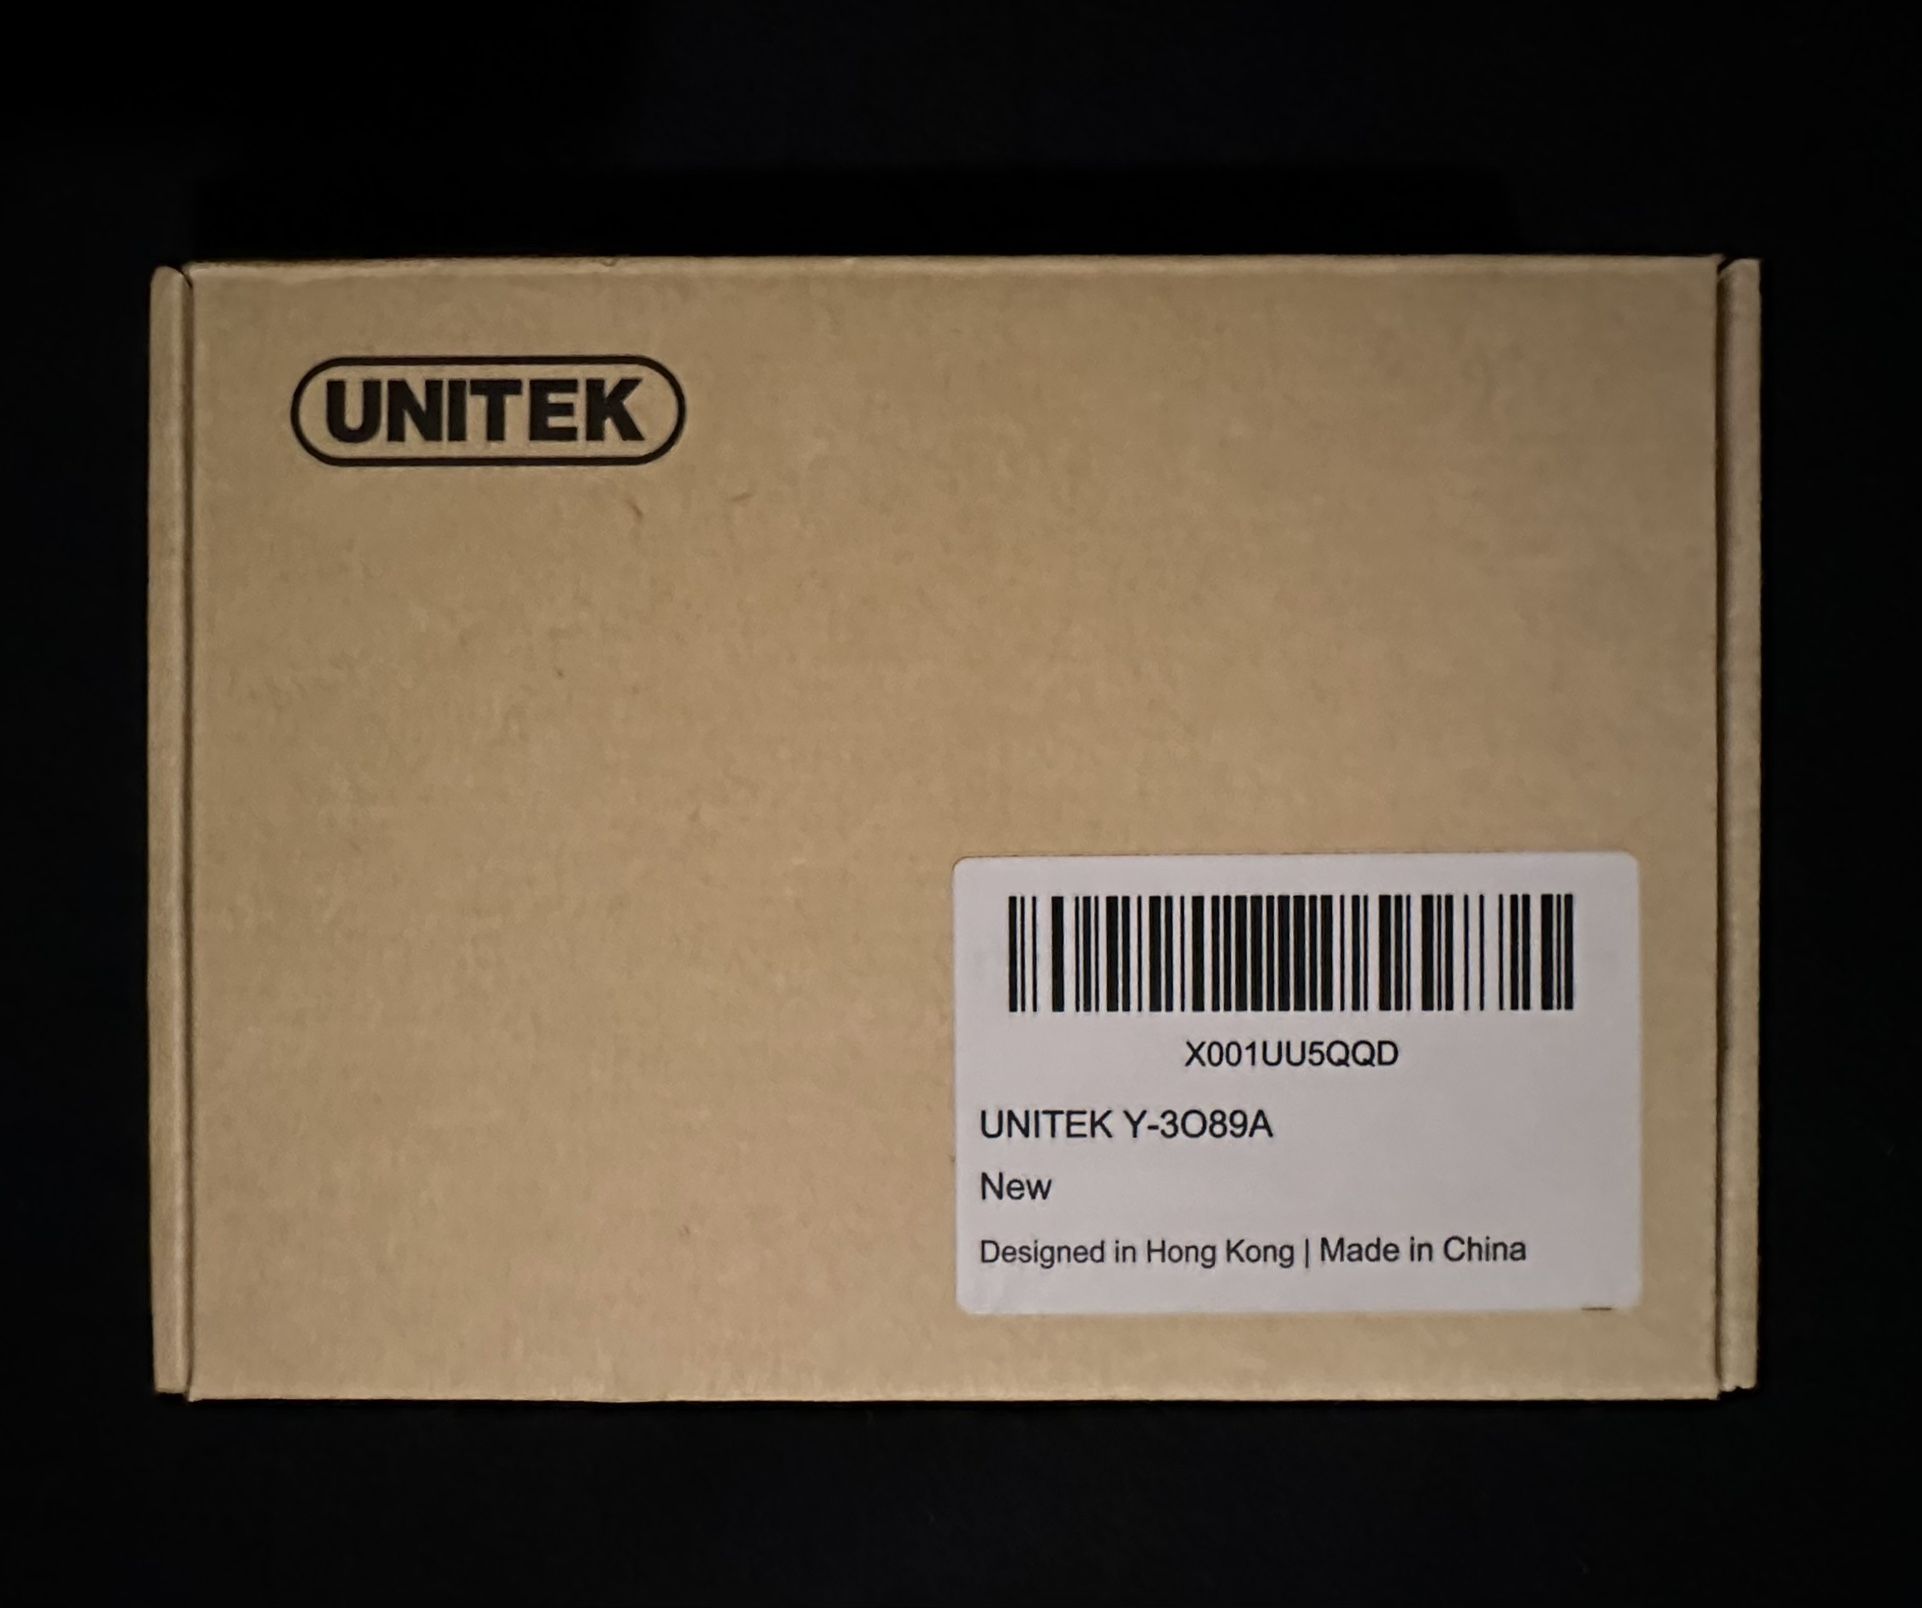 UNITEK
X001UU5QQD
UNITEK Y-3O89A
New
Designed in Hong Kong | Made in China